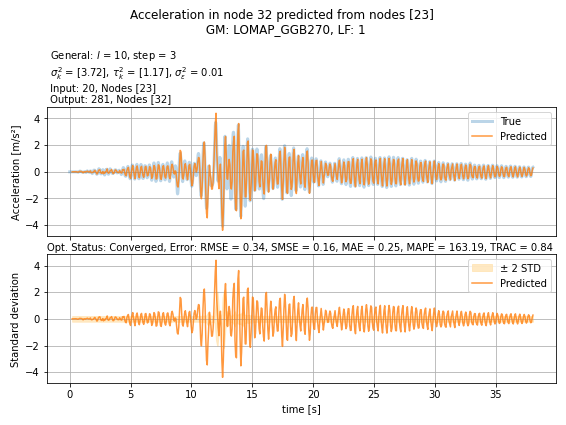 Acceleration in node 32 predicted from nodes [23]
GM: LOMAP_GGB270, LF: 1
General: l = 10, step = 3
σ²ₖ = [3.72], τ²ₖ = [1.17], σ²_ε = 0.01
Input: 20, Nodes [23]
Output: 281, Nodes [32]
Acceleration [m/s²]
4
2
0
−2
−4
True
Predicted
Opt. Status: Converged, Error: RMSE = 0.34, SMSE = 0.16, MAE = 0.25, MAPE = 163.19, TRAC = 0.84
Standard deviation
4
2
0
−2
−4
± 2 STD
Predicted
0 5 10 15 20 25 30 35
time [s]